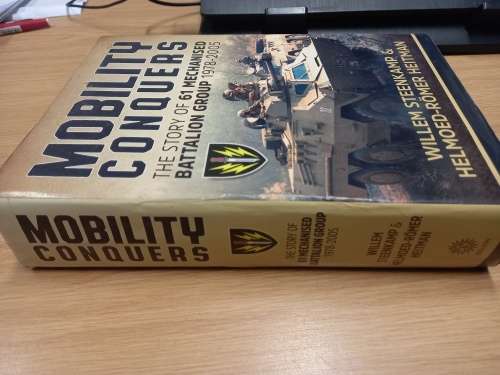 MOBILITY
CONQUERS
THE STORY OF 61 MECHANISED
BATTALION GROUP 1978-2005
WILLEM STEENKAMP &
HELMOED-RÖMER HEITMAN
MOBILITY
CONQUERS
THE STORY OF
61 MECHANISED
BATTALION GROUP
1978-2005
WILLEM
STEENKAMP &
HELMOED-RÖMER
HEITMAN